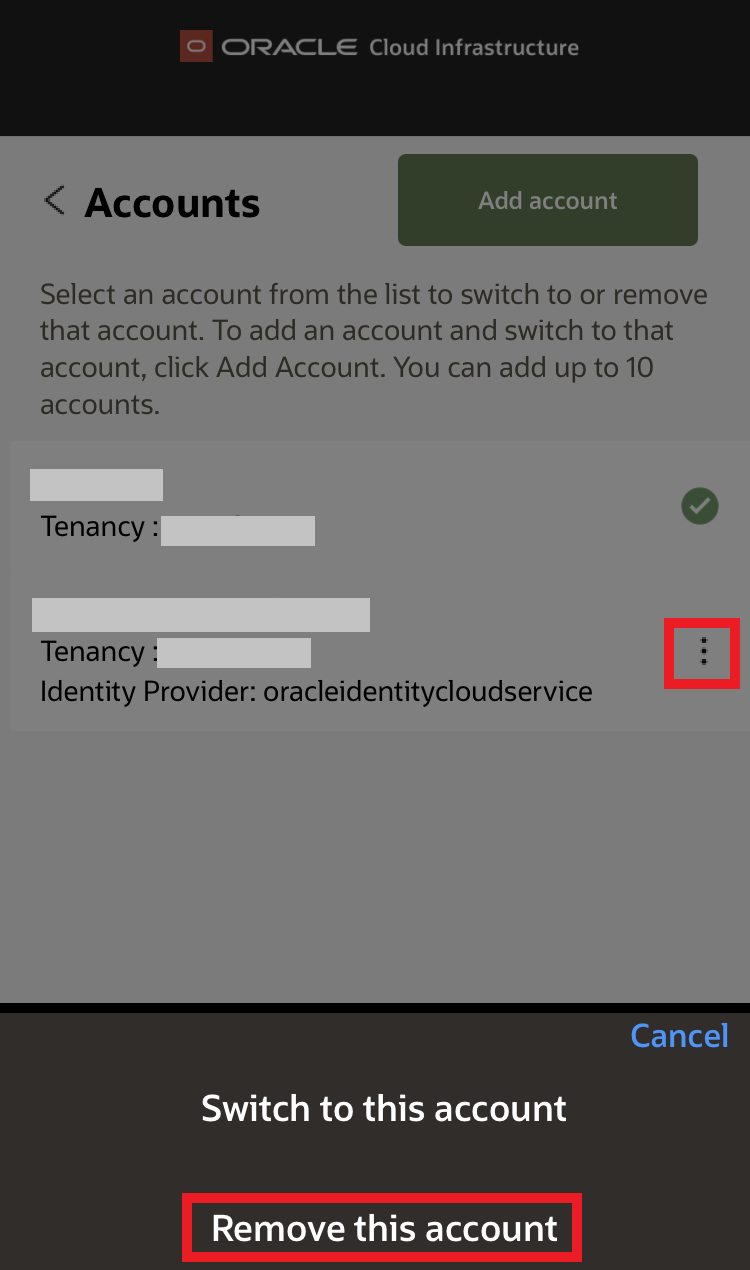 ORACLE Cloud Infrastructure
Accounts
Add account
Select an account from the list to switch to or remove
that account. To add an account and switch to that
account, click Add Account. You can add up to 10
accounts.
Tenancy :
Tenancy :
Identity Provider: oracleidentitycloudservice
Cancel
Switch to this account
Remove this account